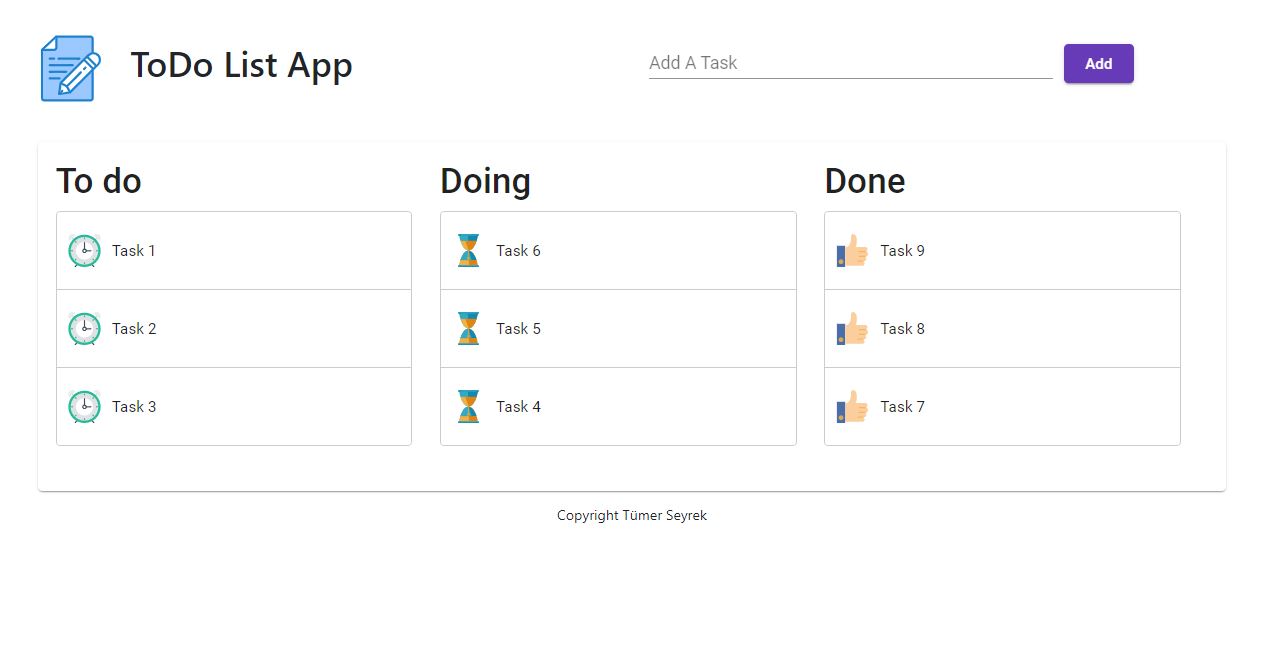 ToDo List App
Add A Task
Add
To do
Task 1
Task 2
Task 3
Doing
Task 6
Task 5
Task 4
Done
Task 9
Task 8
Task 7
Copyright Tümer Seyrek